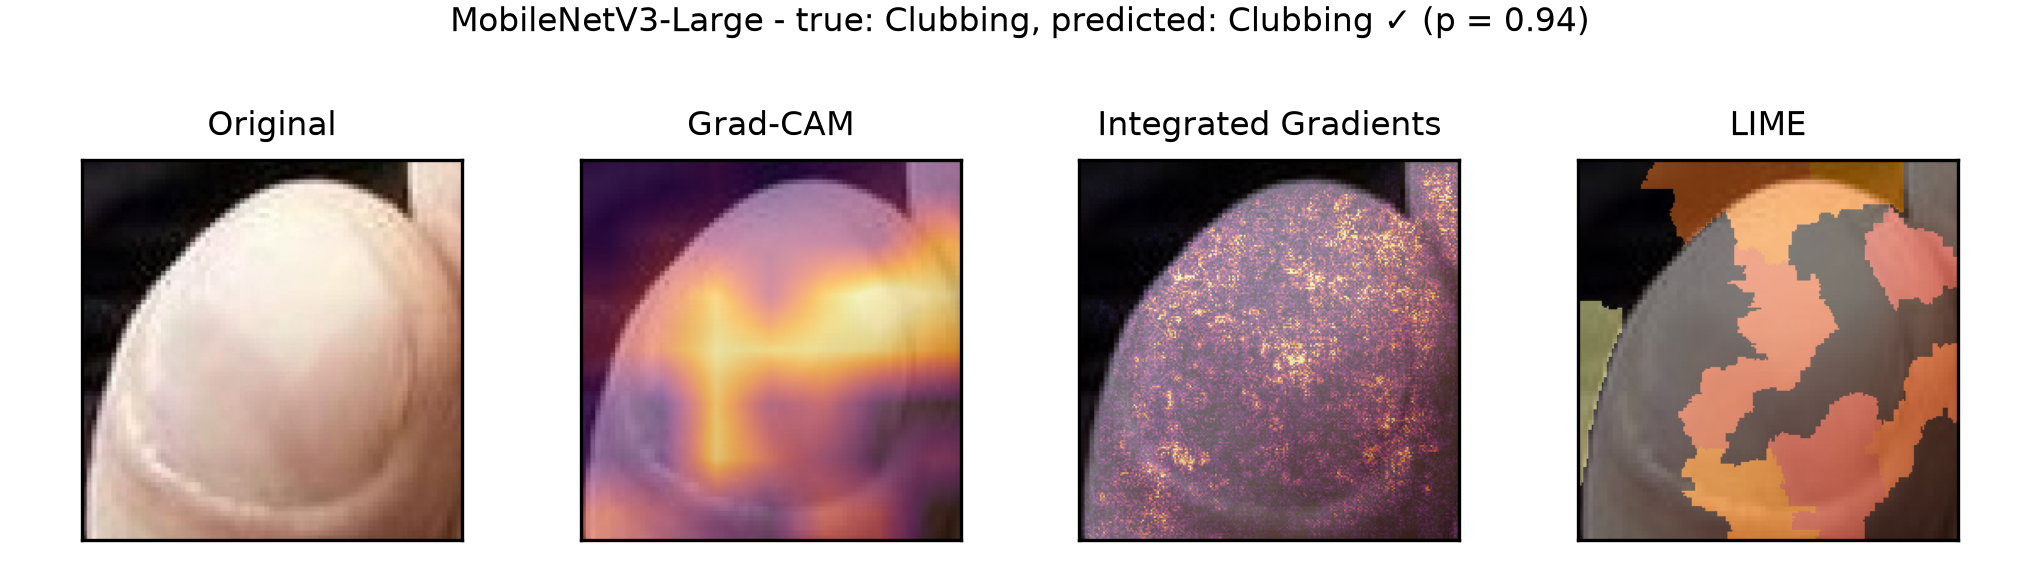 MobileNetV3-Large - true: Clubbing, predicted: Clubbing ✓ (p = 0.94)
Original
Grad-CAM
Integrated Gradients
LIME